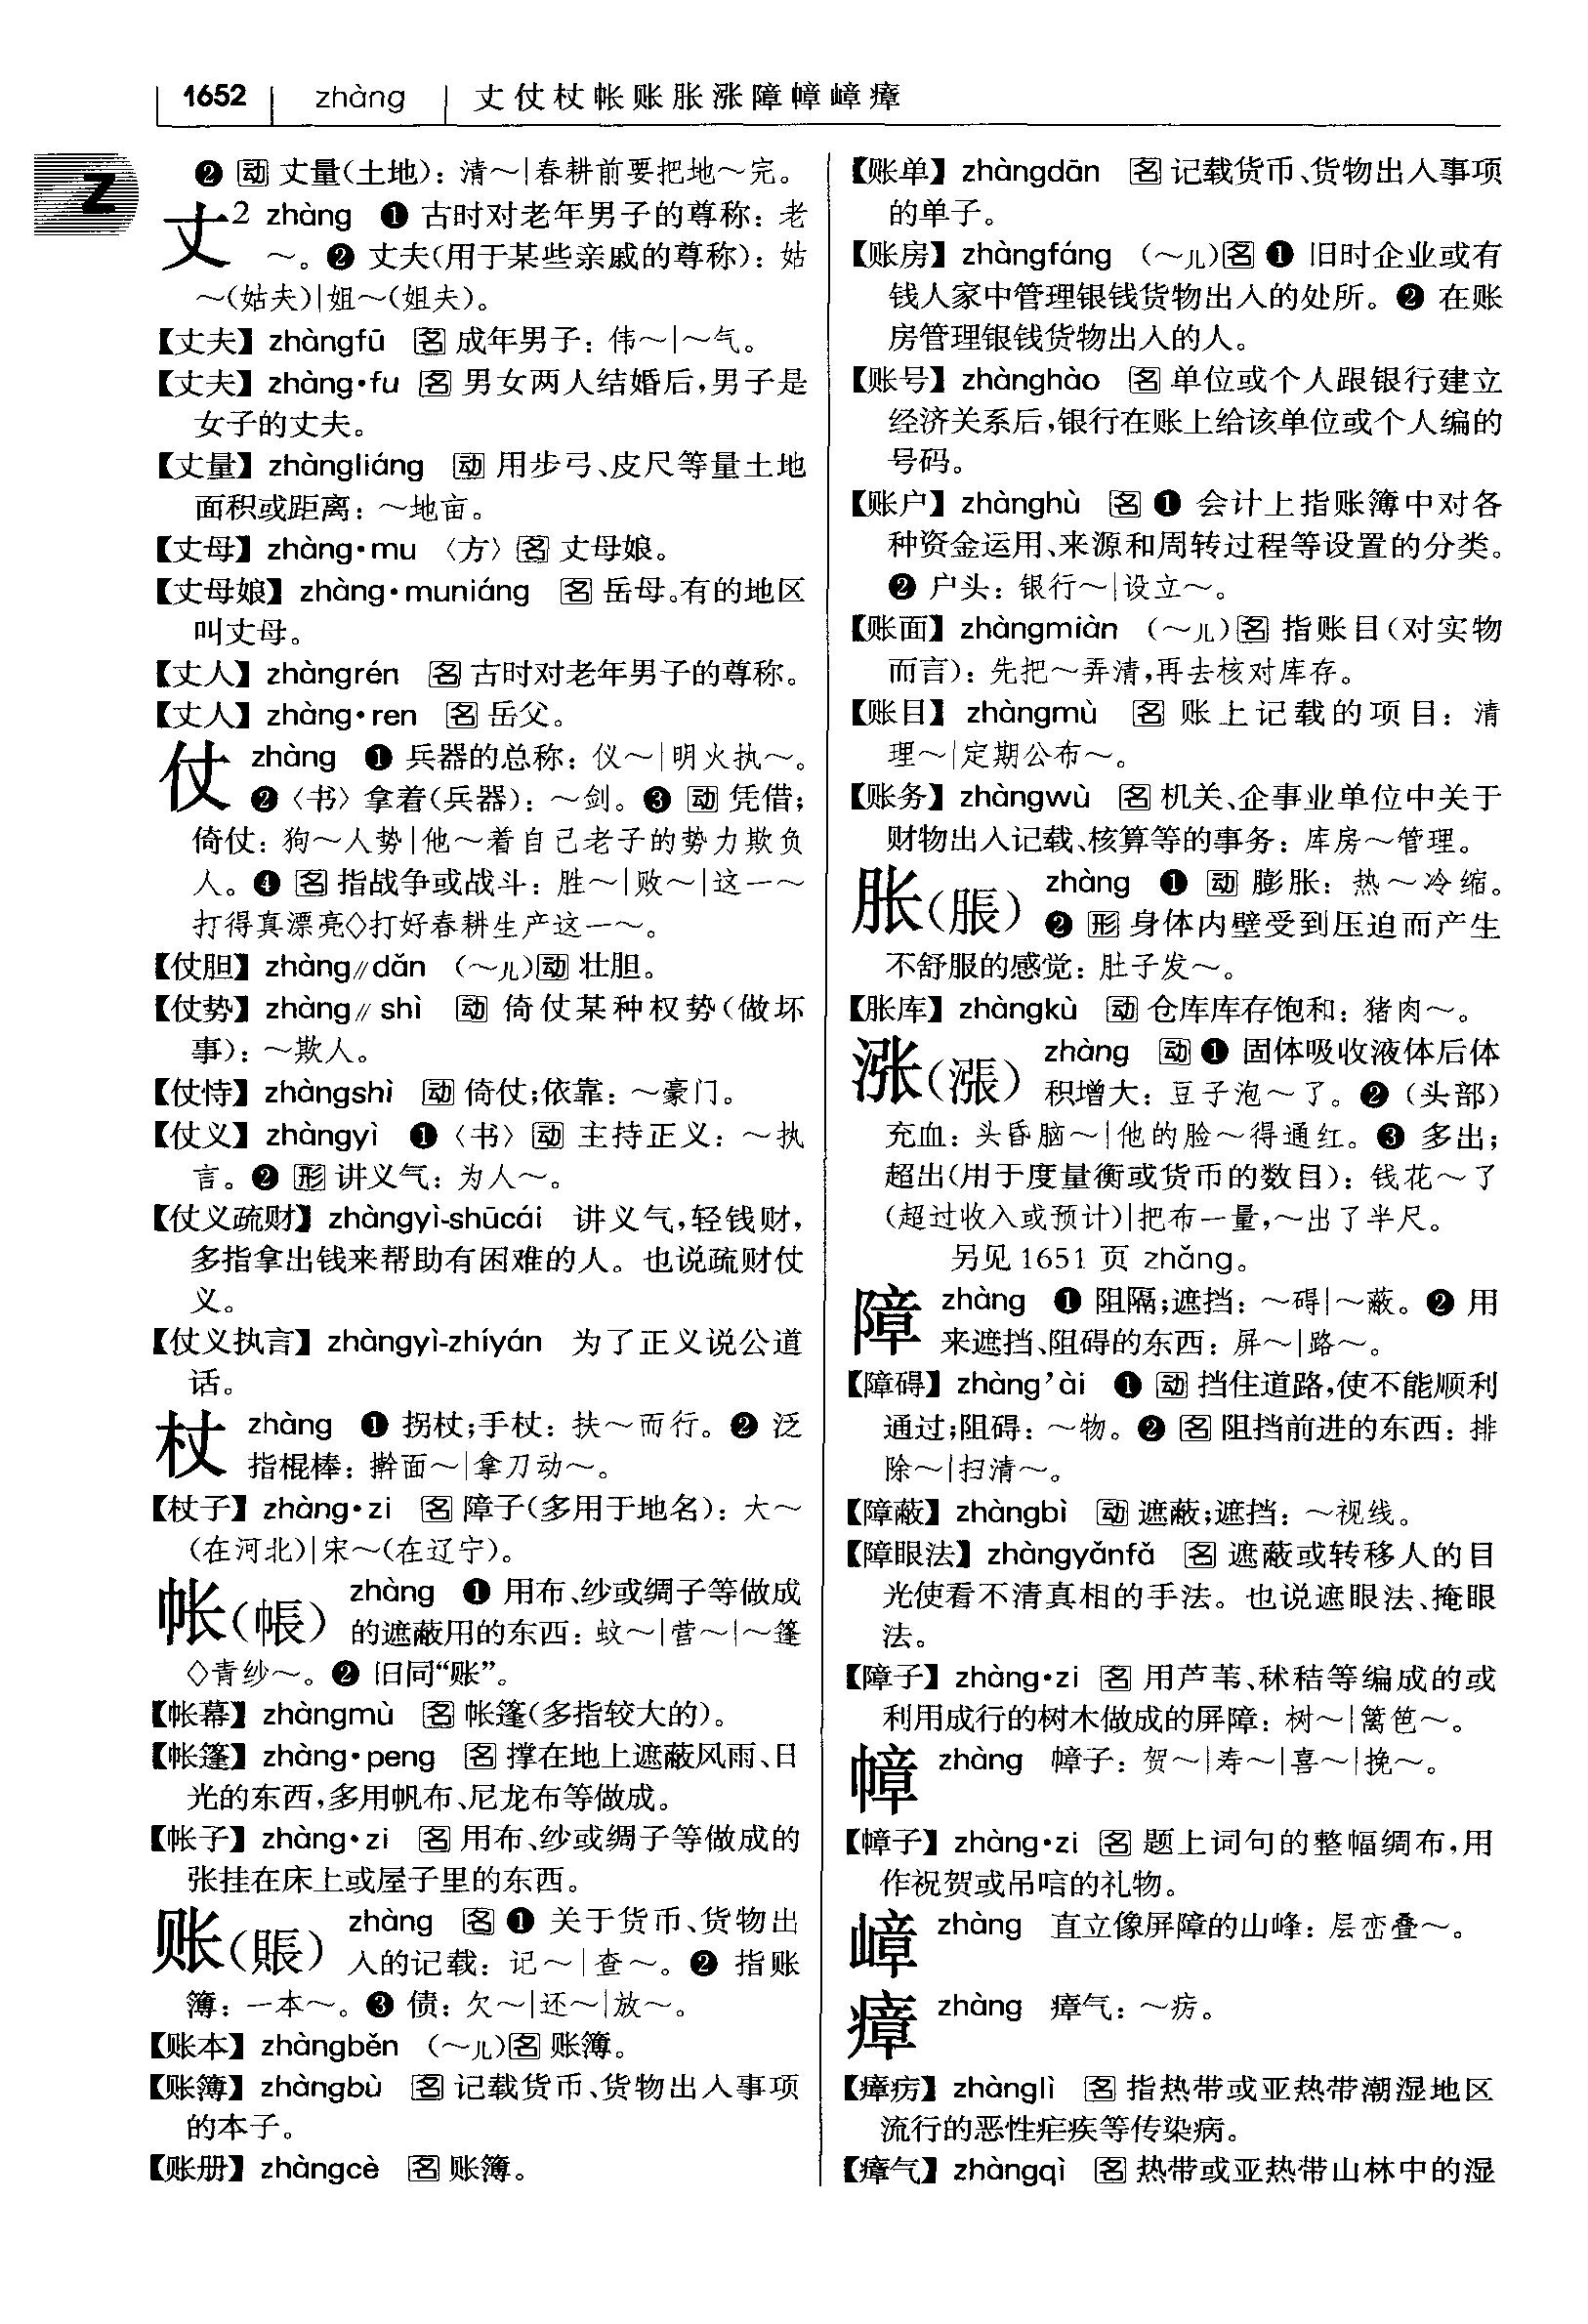 1652 zhàng 丈仗杖帐账胀涨障幛嶂瘴
Z
❷ 动 丈量(土地)：清～|春耕前要把地～完。
丈2 zhàng ❶ 古时对老年男子的尊称：老
～。❷ 丈夫(用于某些亲戚的尊称)：姑
～(姑夫)|姐～(姐夫)。
【丈夫】zhàngfū 名 成年男子：伟～|～气。
【丈夫】zhàng•fu 名 男女两人结婚后，男子是
女子的丈夫。
【丈量】zhàngliáng 动 用步弓、皮尺等量土地
面积或距离：～地亩。
【丈母】zhàng•mu 〈方〉名 丈母娘。
【丈母娘】zhàng•muniáng 名 岳母。有的地区
叫丈母。
【丈人】zhàngrén 名 古时对老年男子的尊称。
【丈人】zhàng•ren 名 岳父。
仗 zhàng ❶ 兵器的总称：仪～|明火执～。
❷〈书〉拿着(兵器)：～剑。❸ 动 凭借；
倚仗：狗～人势|他～着自己老子的势力欺负
人。❹ 名 指战争或战斗：胜～|败～|这一～
打得真漂亮◇打好春耕生产这一～。
【仗胆】zhàng∥dǎn (～儿)动 壮胆。
【仗势】zhàng∥shì 动 倚仗某种权势(做坏
事)：～欺人。
【仗恃】zhàngshì 动 倚仗；依靠：～豪门。
【仗义】zhàngyì ❶〈书〉动 主持正义：～执
言。❷ 形 讲义气：为人～。
【仗义疏财】zhàngyì-shūcái 讲义气，轻钱财，
多指拿出钱来帮助有困难的人。也说疏财仗
义。
【仗义执言】zhàngyì-zhíyán 为了正义说公道
话。
杖 zhàng ❶ 拐杖；手杖：扶～而行。❷ 泛
指棍棒：擀面～|拿刀动～。
【杖子】zhàng•zi 名 障子(多用于地名)：大～
(在河北)|宋～(在辽宁)。
帐(帳) zhàng ❶ 用布、纱或绸子等做成
的遮蔽用的东西：蚊～|营～|～篷
◇青纱～。❷ 旧同“账”。
【帐幕】zhàngmù 名 帐篷(多指较大的)。
【帐篷】zhàng•peng 名 撑在地上遮蔽风雨、日
光的东西，多用帆布、尼龙布等做成。
【帐子】zhàng•zi 名 用布、纱或绸子等做成的
张挂在床上或屋子里的东西。
账(賬) zhàng 名 ❶ 关于货币、货物出
入的记载：记～|查～。❷ 指账
簿：一本～。❸ 债：欠～|还～|放～。
【账本】zhàngběn (～儿)名 账簿。
【账簿】zhàngbù 名 记载货币、货物出入事项
的本子。
【账册】zhàngcè 名 账簿。
【账单】zhàngdān 名 记载货币、货物出入事项
的单子。
【账房】zhàngfáng (～儿)名 ❶ 旧时企业或有
钱人家中管理银钱货物出入的处所。❷ 在账
房管理银钱货物出入的人。
【账号】zhànghào 名 单位或个人跟银行建立
经济关系后，银行在账上给该单位或个人编的
号码。
【账户】zhànghù 名 ❶ 会计上指账簿中对各
种资金运用、来源和周转过程等设置的分类。
❷ 户头：银行～|设立～。
【账面】zhàngmiàn (～儿)名 指账目(对实物
而言)：先把～弄清，再去核对库存。
【账目】zhàngmù 名 账上记载的项目：清
理～|定期公布～。
【账务】zhàngwù 名 机关、企事业单位中关于
财物出入记载、核算等的事务：库房～管理。
胀(脹) zhàng ❶ 动 膨胀：热～冷缩。
❷ 形 身体内壁受到压迫而产生
不舒服的感觉：肚子发～。
【胀库】zhàngkù 动 仓库库存饱和：猪肉～。
涨(漲) zhàng 动 ❶ 固体吸收液体后体
积增大：豆子泡～了。❷ (头部)
充血：头昏脑～|他的脸～得通红。❸ 多出；
超出(用于度量衡或货币的数目)：钱花～了
(超过收入或预计)|把布一量，～出了半尺。
另见 1651 页 zhǎng。
障 zhàng ❶ 阻隔；遮挡：～碍|～蔽。❷ 用
来遮挡、阻碍的东西：屏～|路～。
【障碍】zhàng’ài ❶ 动 挡住道路，使不能顺利
通过；阻碍：～物。❷ 名 阻挡前进的东西：排
除～|扫清～。
【障蔽】zhàngbì 动 遮蔽；遮挡：～视线。
【障眼法】zhàngyǎnfǎ 名 遮蔽或转移人的目
光使看不清真相的手法。也说遮眼法、掩眼
法。
【障子】zhàng•zi 名 用芦苇、秫秸等编成的或
利用成行的树木做成的屏障：树～|篱笆～。
幛 zhàng 幛子：贺～|寿～|喜～|挽～。
【幛子】zhàng•zi 名 题上词句的整幅绸布，用
作祝贺或吊唁的礼物。
嶂 zhàng 直立像屏障的山峰：层峦叠～。
瘴 zhàng 瘴气：～疠。
【瘴疠】zhànglì 名 指热带或亚热带潮湿地区
流行的恶性疟疾等传染病。
【瘴气】zhàngqì 名 热带或亚热带山林中的湿